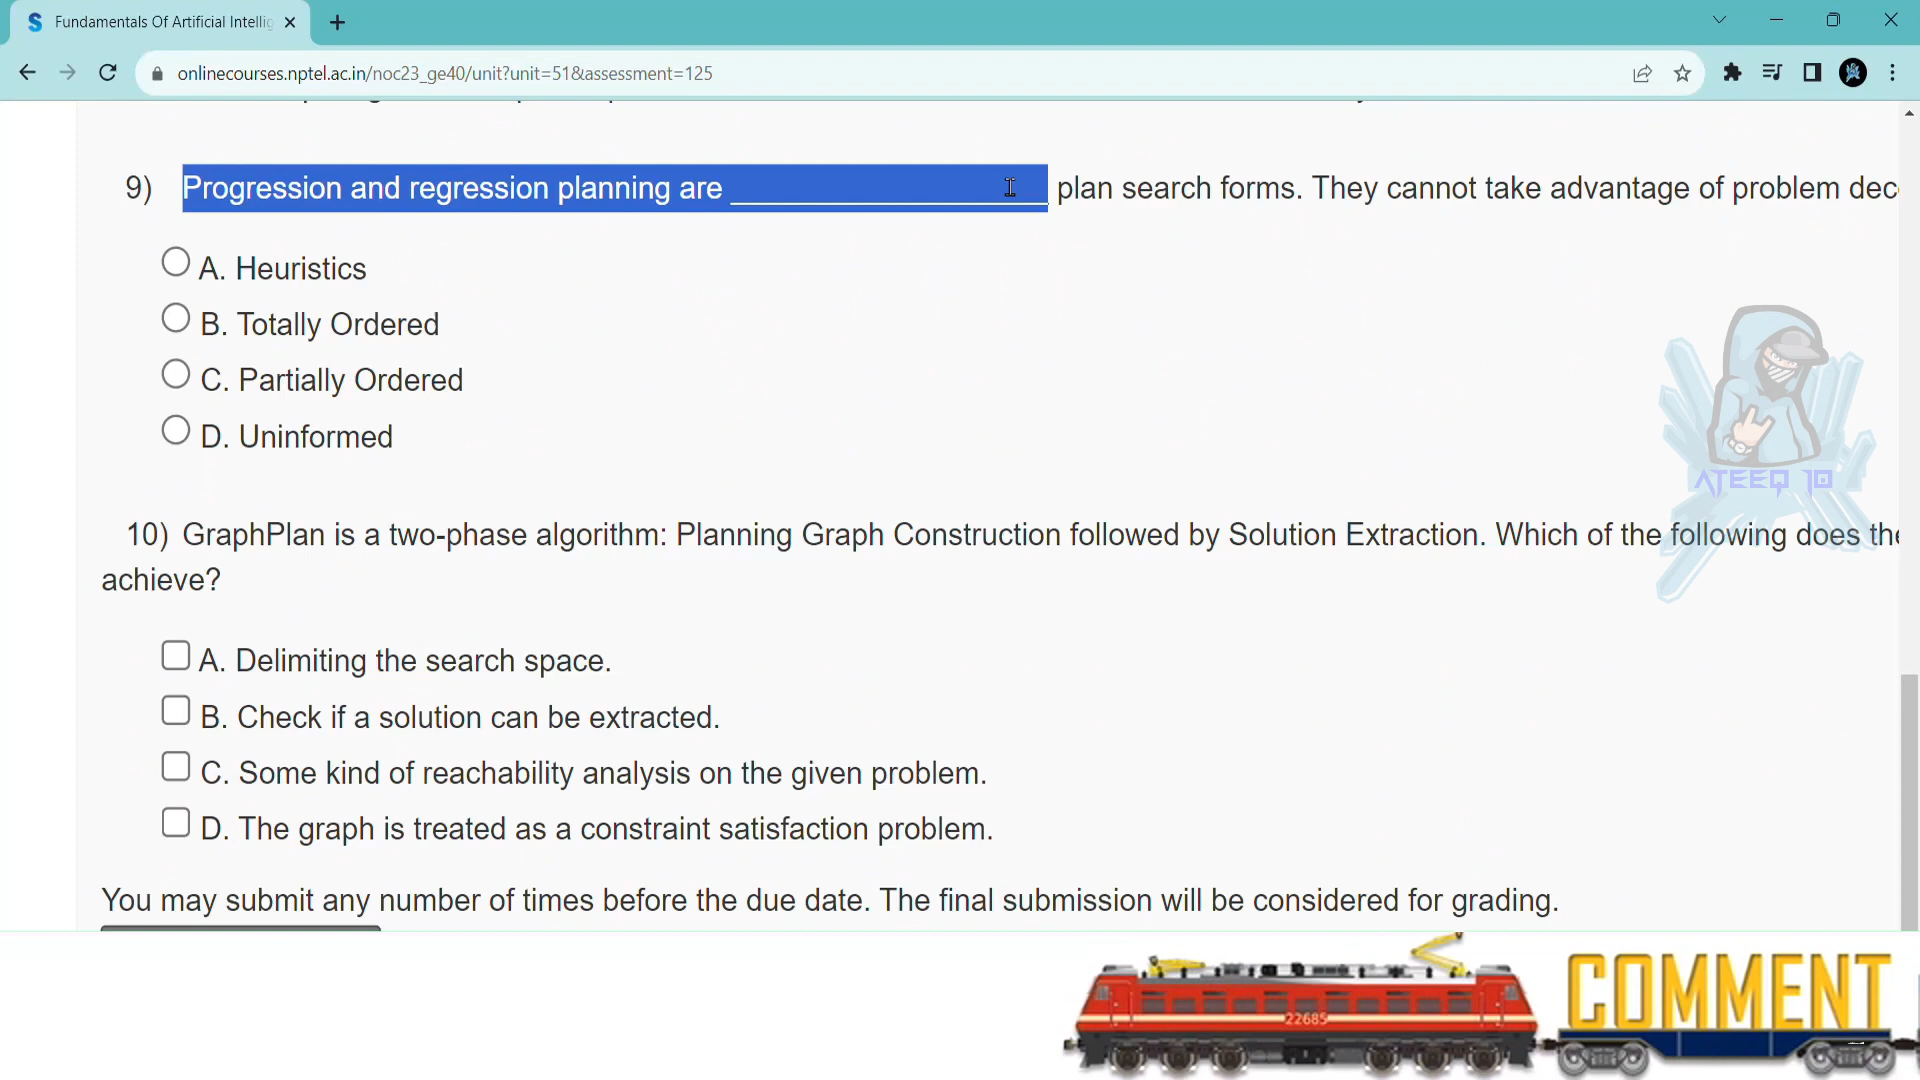 Fundamentals Of Artificial Intellig
onlinecourses.nptel.ac.in/noc23_ge40/unit?unit=51&assessment=125
9) Progression and regression planning are ____________________ plan search forms. They cannot take advantage of problem dec
A. Heuristics
B. Totally Ordered
C. Partially Ordered
D. Uninformed
ATEEQ 10
10) GraphPlan is a two-phase algorithm: Planning Graph Construction followed by Solution Extraction. Which of the following does the
achieve?
A. Delimiting the search space.
B. Check if a solution can be extracted.
C. Some kind of reachability analysis on the given problem.
D. The graph is treated as a constraint satisfaction problem.
You may submit any number of times before the due date. The final submission will be considered for grading.
22685
COMMENT